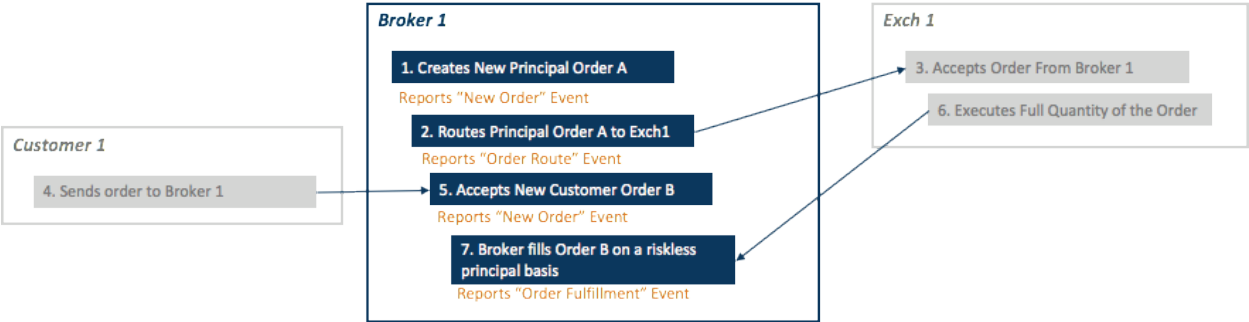 Broker 1
1. Creates New Principal Order A
Reports "New Order" Event
2. Routes Principal Order A to Exch1
Reports "Order Route" Event
5. Accepts New Customer Order B
Reports "New Order" Event
7. Broker fills Order B on a riskless
principal basis
Reports "Order Fulfillment" Event
Exch 1
3. Accepts Order From Broker 1
6. Executes Full Quantity of the Order
Customer 1
4. Sends order to Broker 1